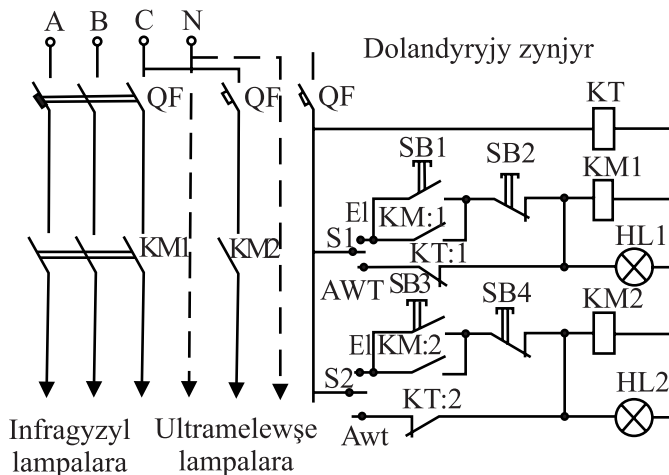 A B C N
Dolandyryjy zynjyr
QF QF QF KT
SB1 SB2 KM1
El KM:1
S1 KM1 KM2 KT:1 HL1
AWT SB3 SB4 KM2
El KM:2
S2 HL2
KT:2
Awt
Infragyzyl
lampalara
Ultramelewşe
lampalara